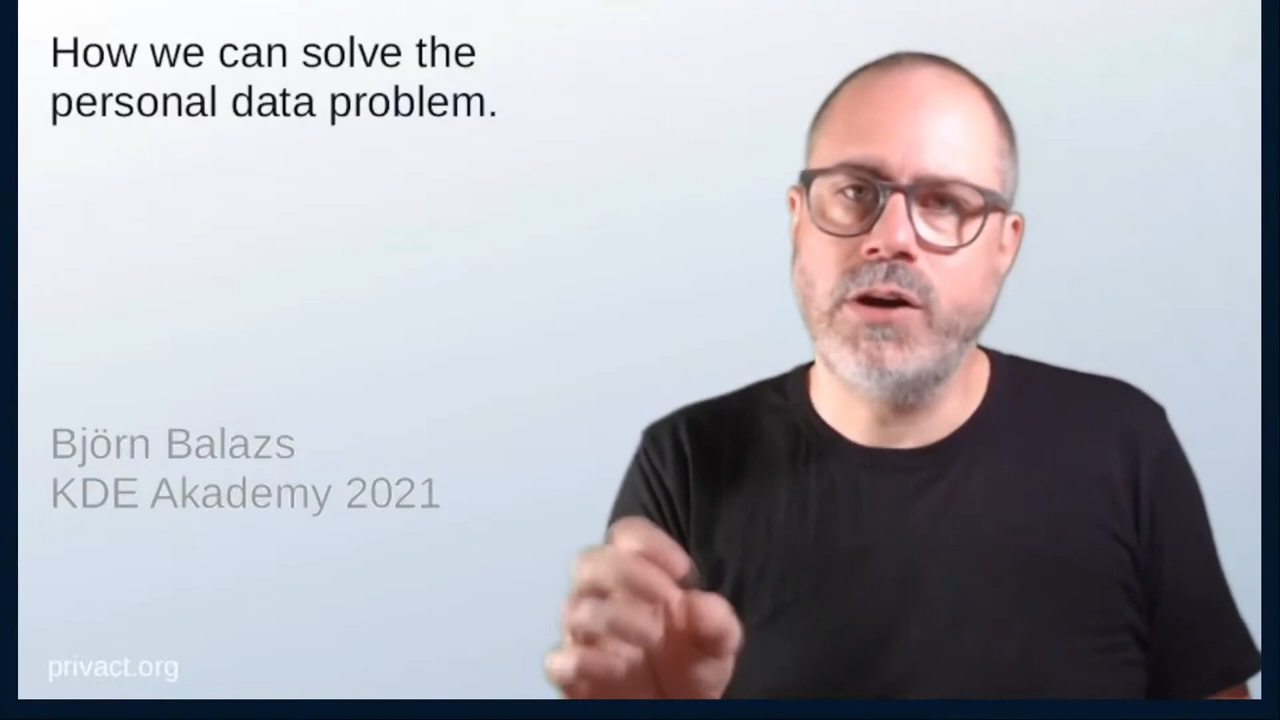 How we can solve the
personal data problem.
Björn Balazs
KDE Akademy 2021
privact.org